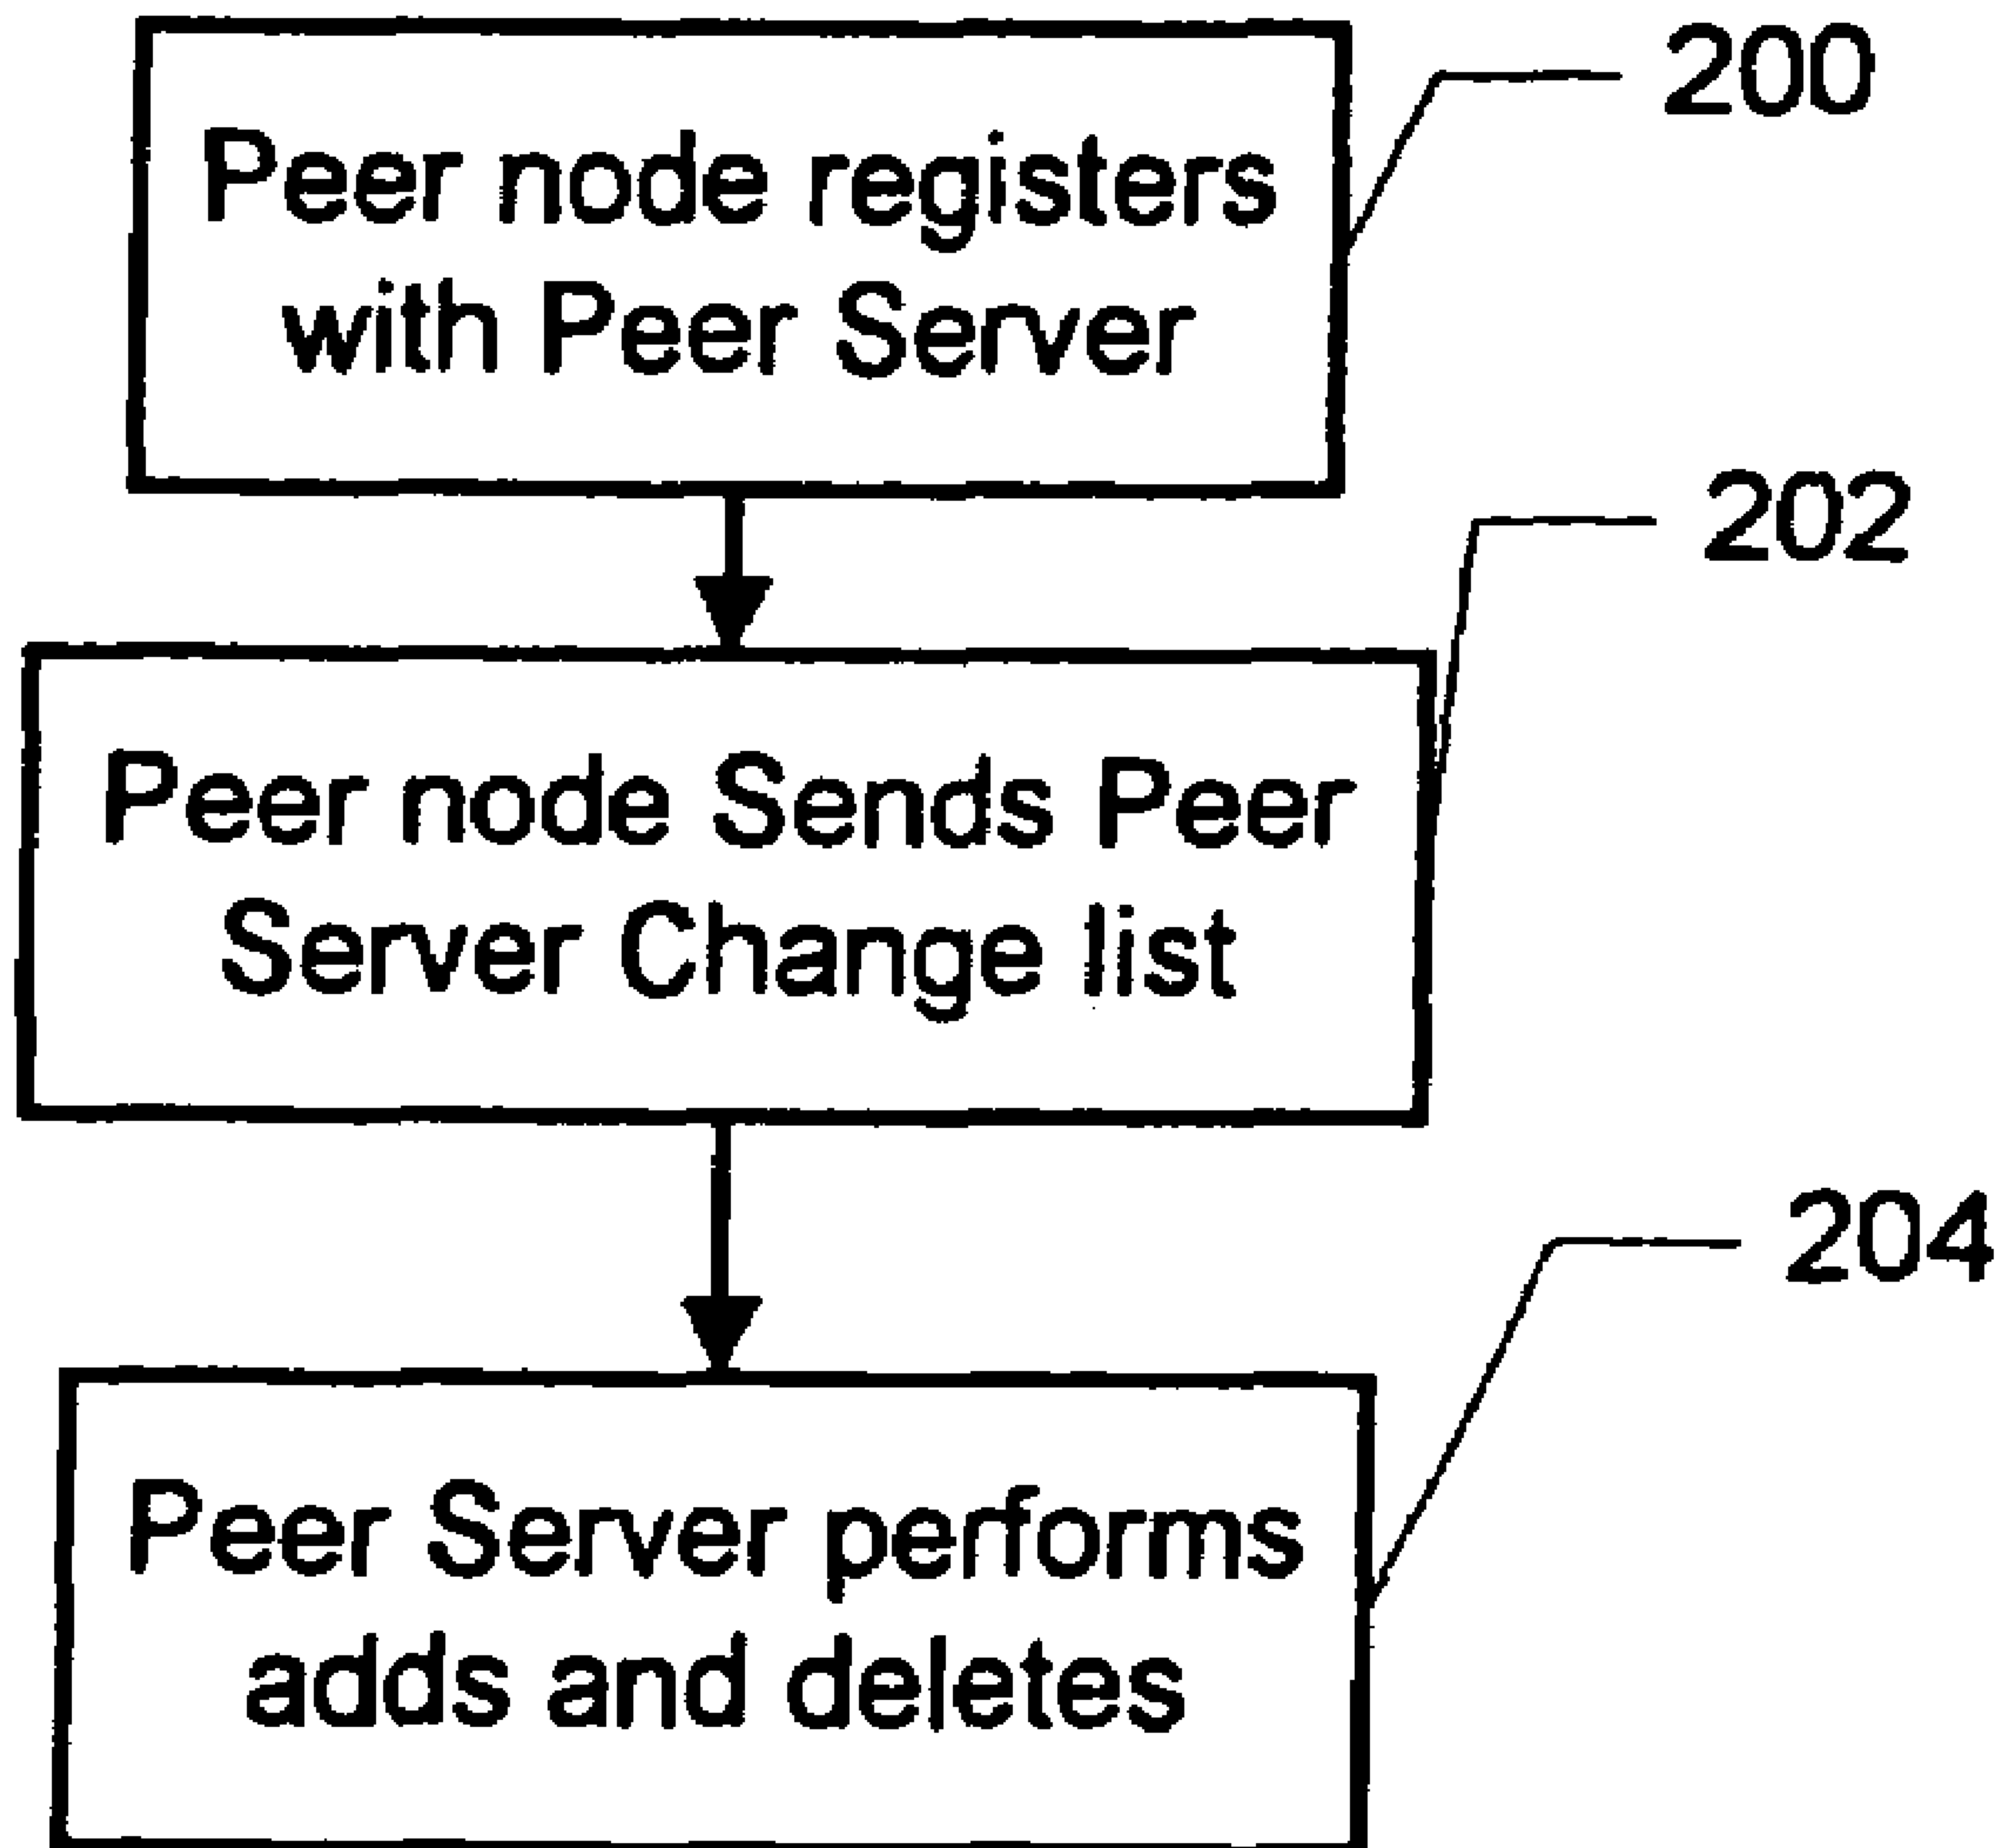 Peer node registers
with Peer Server
200
Peer node Sends Peer
Server Change list
202
Peer Server performs
adds and deletes
204